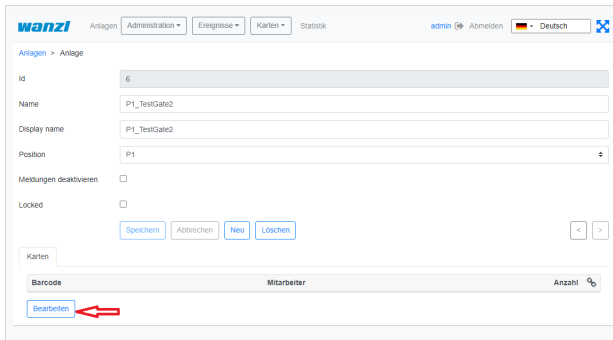 wanzl Anlagen Administration Ereignisse Karten Statistik admin Abmelden Deutsch
Anlagen > Anlage
Id 6
Name P1_TestGate2
Display name P1_TestGate2
Position P1
Meldungen deaktivieren
Locked
Speichern Abbrechen Neu Löschen < >
Karten
Barcode Mitarbeiter Anzahl
Bearbeiten